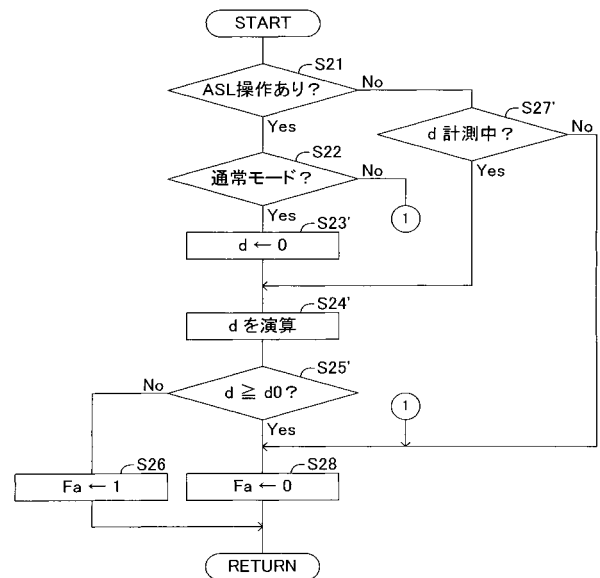 START
S21
ASL操作あり？
No
S27'
Yes
d 計測中？
No
S22
通常モード？
No
Yes
Yes
1
S23'
d ← 0
S24'
d を演算
S25'
No
d ≧ d0？
1
Yes
S26
S28
Fa ← 1
Fa ← 0
RETURN